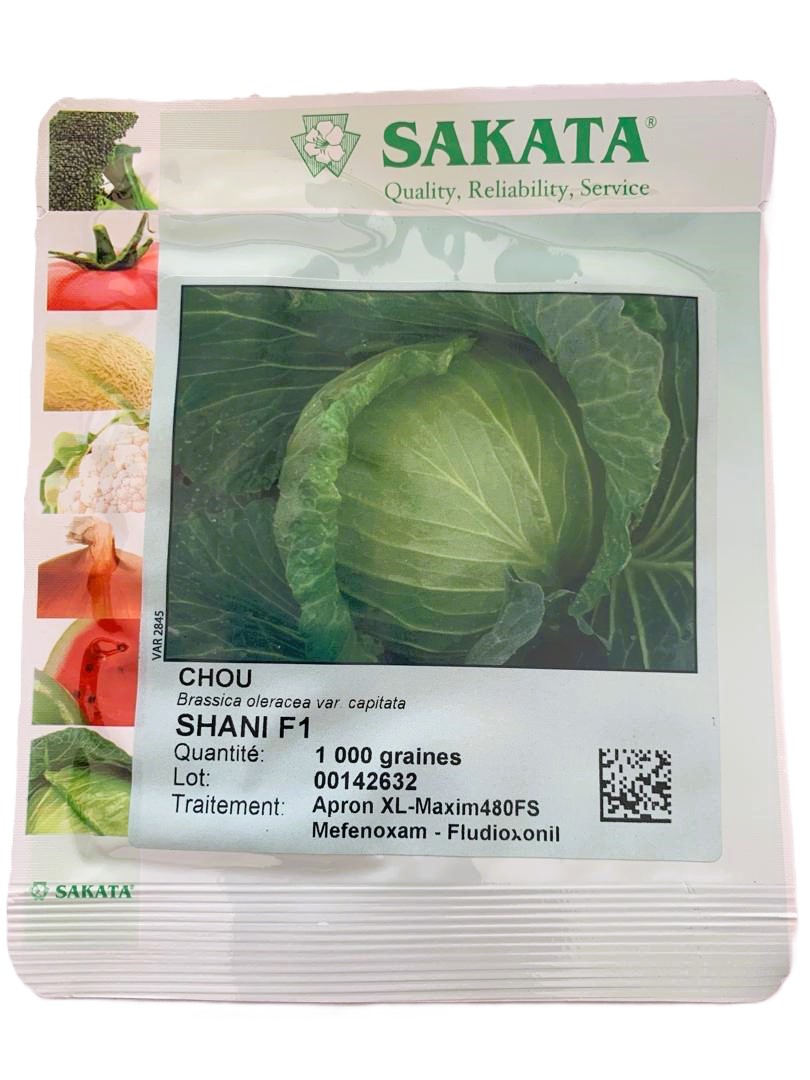 SAKATA®
Quality, Reliability, Service
VAR 2845
CHOU
Brassica oleracea var. capitata
SHANI F1
Quantité: 1 000 graines
Lot: 00142632
Traitement: Apron XL-Maxim480FS
Mefenoxam - Fludioxonil
SAKATA®